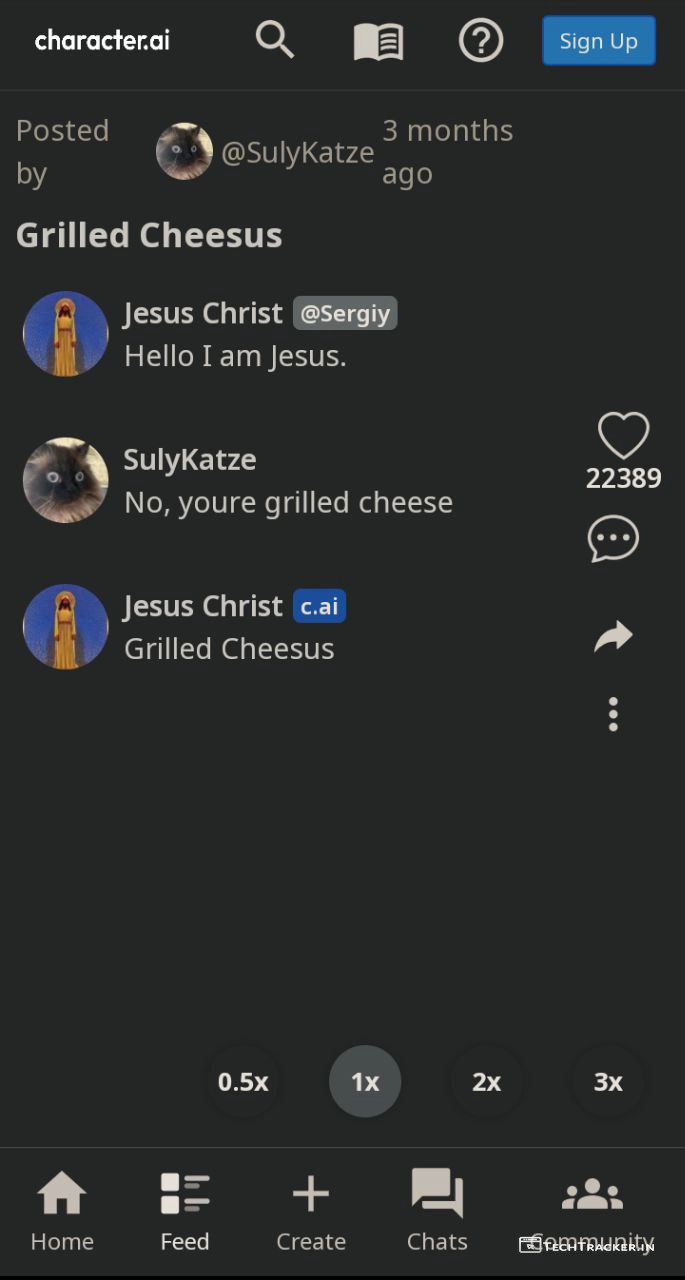 character.ai
Sign Up
Posted by
@SulyKatze
3 months ago
Grilled Cheesus
Jesus Christ @Sergiy
Hello I am Jesus.
SulyKatze
No, youre grilled cheese
22389
Jesus Christ c.ai
Grilled Cheesus
0.5x 1x 2x 3x
Home Feed Create Chats Community
TECHTRACKER.IN